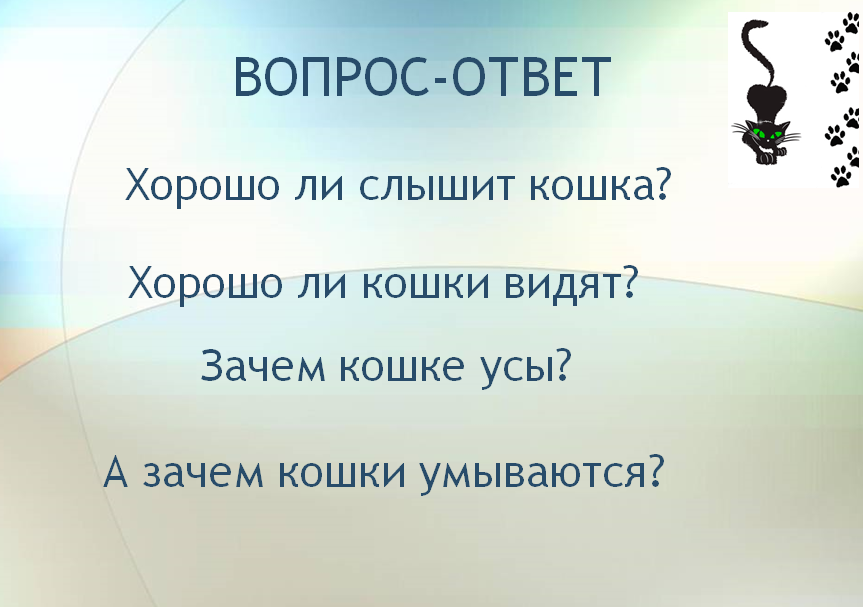 ВОПРОС-ОТВЕТ
Хорошо ли слышит кошка?
Хорошо ли кошки видят?
Зачем кошке усы?
А зачем кошки умываются?